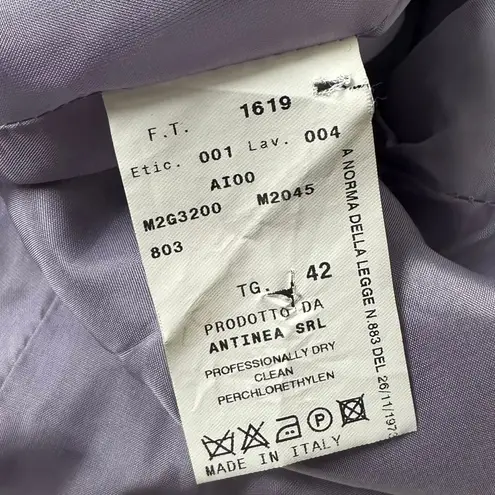 F.T. 1619
Etic. 001 Lav. 004
AI00
M2G3200 M2045
803
TG. 42
PRODOTTO DA
ANTINEA SRL
PROFESSIONALLY DRY
CLEAN
PERCHLORETHYLEN
P
MADE IN ITALY
A NORMA DELLA LEGGE N.883 DEL 26/11/1973